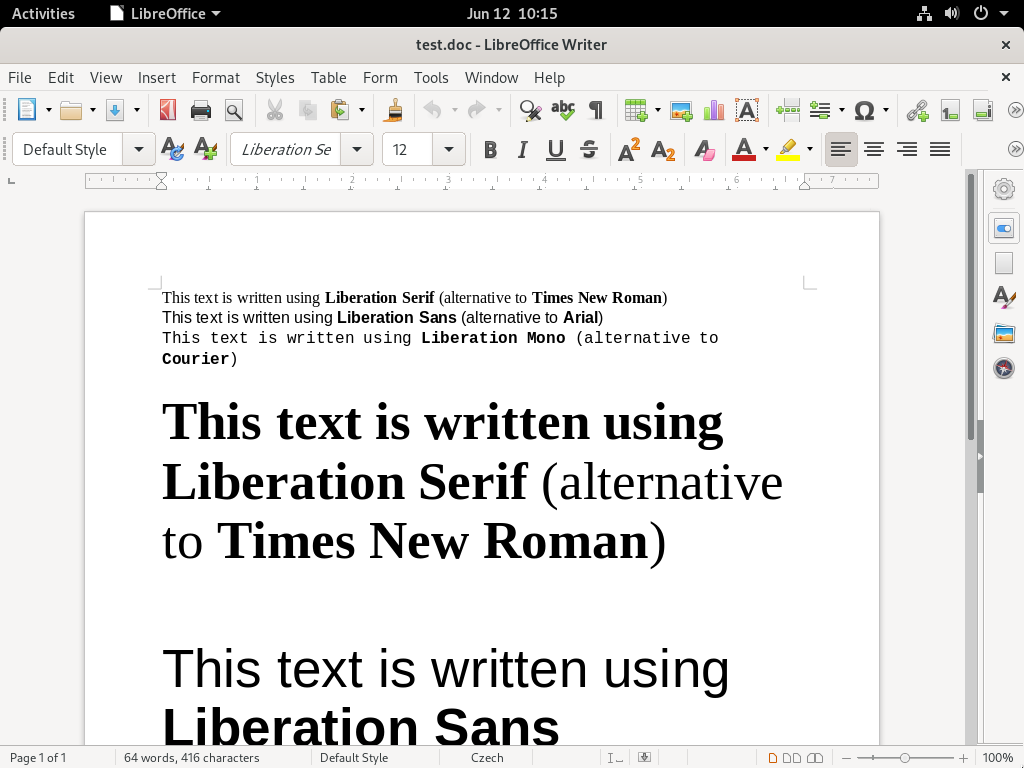 Activities LibreOffice Jun 12 10:15
test.doc - LibreOffice Writer
File Edit View Insert Format Styles Table Form Tools Window Help
Default Style Liberation Se 12
1 2 3 4 5 6 7
This text is written using Liberation Serif (alternative to Times New Roman)
This text is written using Liberation Sans (alternative to Arial)
This text is written using Liberation Mono (alternative to
Courier)
This text is written using
Liberation Serif (alternative
to Times New Roman)
This text is written using
Liberation Sans
Page 1 of 1 64 words, 416 characters Default Style Czech 100%